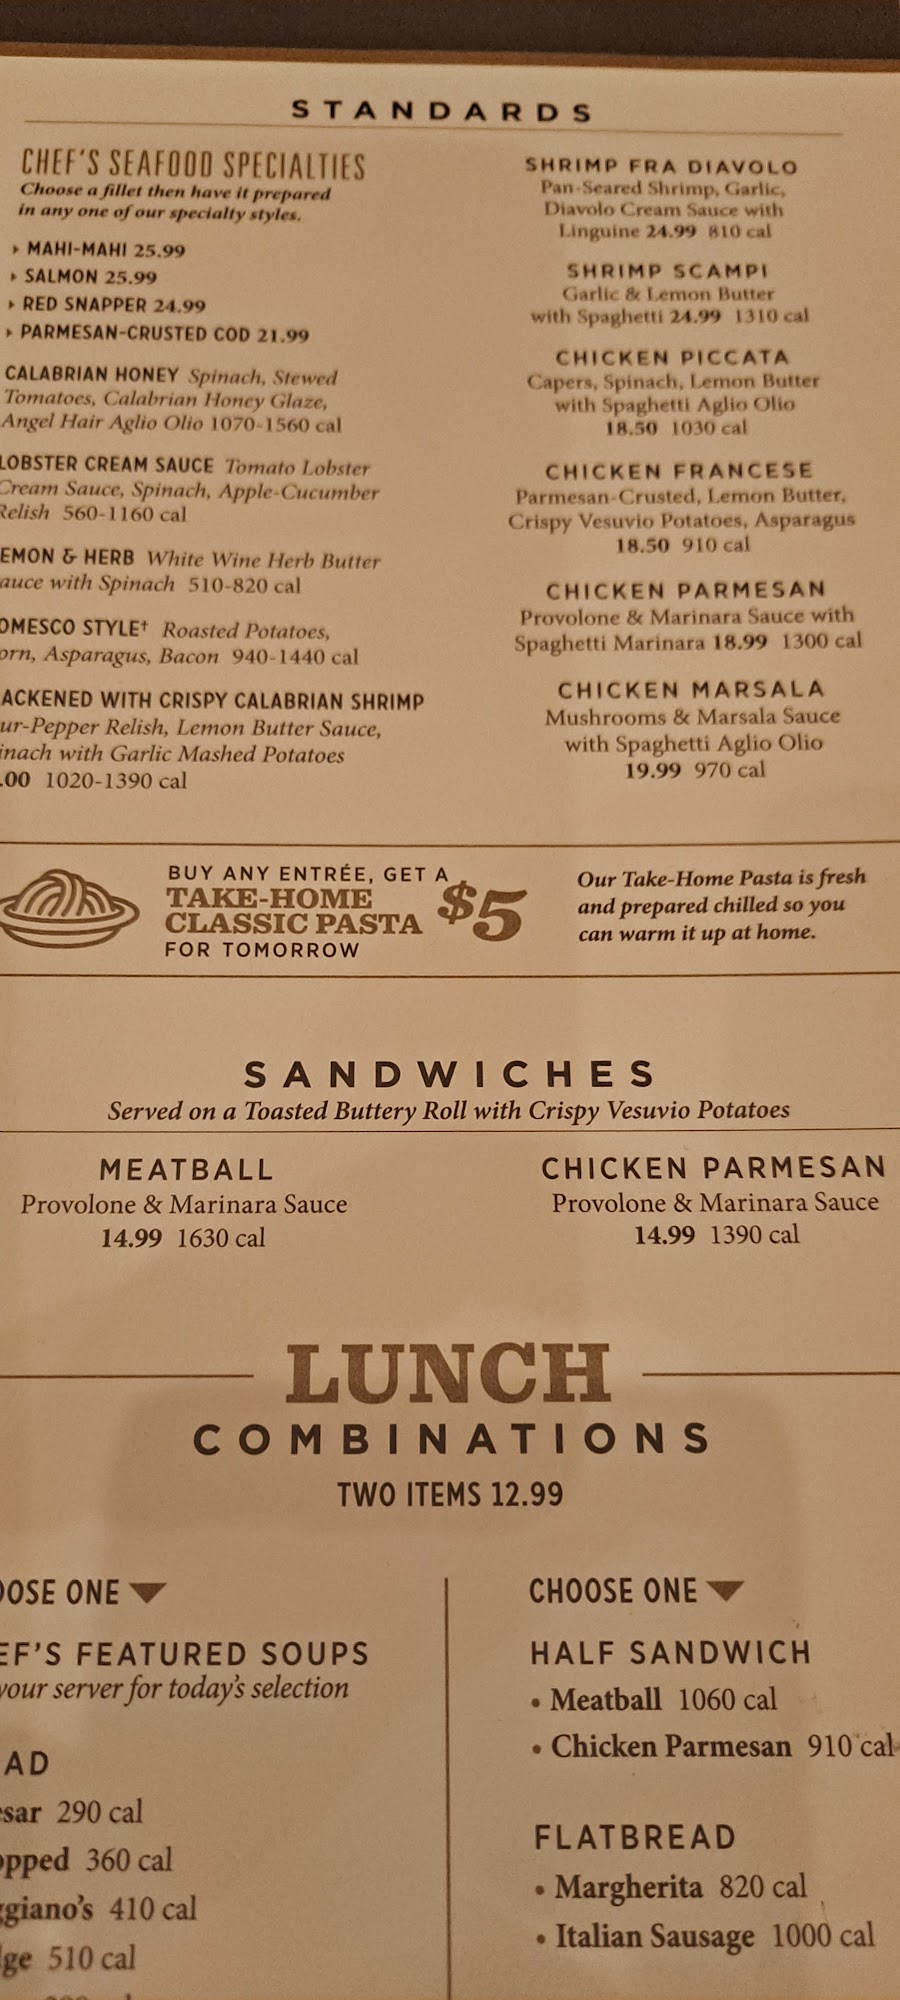 STANDARDS
CHEF'S SEAFOOD SPECIALTIES
Choose a fillet then have it prepared
in any one of our specialty styles.
▸ MAHI-MAHI 25.99
▸ SALMON 25.99
▸ RED SNAPPER 24.99
▸ PARMESAN-CRUSTED COD 21.99
CALABRIAN HONEY Spinach, Stewed
Tomatoes, Calabrian Honey Glaze,
Angel Hair Aglio Olio 1070-1560 cal
LOBSTER CREAM SAUCE Tomato Lobster
Cream Sauce, Spinach, Apple-Cucumber
Relish 560-1160 cal
EMON & HERB White Wine Herb Butter
auce with Spinach 510-820 cal
OMESCO STYLE† Roasted Potatoes,
orn, Asparagus, Bacon 940-1440 cal
ACKENED WITH CRISPY CALABRIAN SHRIMP
ur-Pepper Relish, Lemon Butter Sauce,
inach with Garlic Mashed Potatoes
.00 1020-1390 cal
SHRIMP FRA DIAVOLO
Pan-Seared Shrimp, Garlic,
Diavolo Cream Sauce with
Linguine 24.99 810 cal
SHRIMP SCAMPI
Garlic & Lemon Butter
with Spaghetti 24.99 1310 cal
CHICKEN PICCATA
Capers, Spinach, Lemon Butter
with Spaghetti Aglio Olio
18.50 1030 cal
CHICKEN FRANCESE
Parmesan-Crusted, Lemon Butter,
Crispy Vesuvio Potatoes, Asparagus
18.50 910 cal
CHICKEN PARMESAN
Provolone & Marinara Sauce with
Spaghetti Marinara 18.99 1300 cal
CHICKEN MARSALA
Mushrooms & Marsala Sauce
with Spaghetti Aglio Olio
19.99 970 cal
BUY ANY ENTRÉE, GET A
TAKE-HOME
CLASSIC PASTA
FOR TOMORROW
$5
Our Take-Home Pasta is fresh
and prepared chilled so you
can warm it up at home.
SANDWICHES
Served on a Toasted Buttery Roll with Crispy Vesuvio Potatoes
MEATBALL
Provolone & Marinara Sauce
14.99 1630 cal
CHICKEN PARMESAN
Provolone & Marinara Sauce
14.99 1390 cal
LUNCH
COMBINATIONS
TWO ITEMS 12.99
OOSE ONE
EF'S FEATURED SOUPS
your server for today's selection
AD
esar 290 cal
opped 360 cal
ggiano's 410 cal
dge 510 cal
CHOOSE ONE
HALF SANDWICH
• Meatball 1060 cal
• Chicken Parmesan 910 cal
FLATBREAD
• Margherita 820 cal
• Italian Sausage 1000 cal